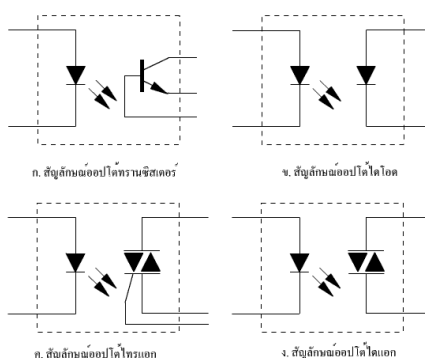 ก. สัญลักษณ์ออปโต้ทรานซิสเตอร์
ข. สัญลักษณ์ออปโต้ไดโอด
ค. สัญลักษณ์ออปโต้ไทรแอก
ง. สัญลักษณ์ออปโต้ไดแอก